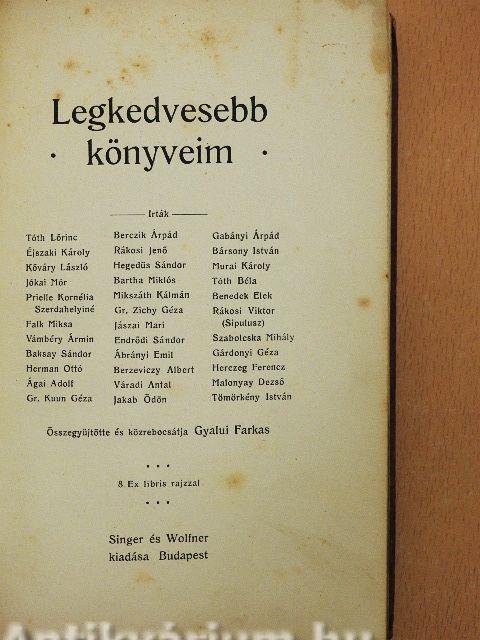 Legkedvesebb
· könyveim ·
Irták
Tóth Lőrinc
Éjszaki Károly
Kőváry László
Jókai Mór
Prielle Kornélia
Szerdahelyiné
Falk Miksa
Vámbéry Ármin
Baksay Sándor
Herman Ottó
Ágai Adolf
Gr. Kuun Géza
Berczik Árpád
Rákosi Jenő
Hegedüs Sándor
Bartha Miklós
Mikszáth Kálmán
Gr. Zichy Géza
Jászai Mari
Endrődi Sándor
Ábrányi Emil
Berzeviczy Albert
Váradi Antal
Jakab Ödön
Gabányi Árpád
Bársony István
Murai Károly
Tóth Béla
Benedek Elek
Rákosi Viktor
(Sipulusz)
Szabolcska Mihály
Gárdonyi Géza
Herczeg Ferencz
Malonyay Dezső
Tömörkény István
Összegyüjtötte és közrebocsátja Gyalui Farkas
• • •
8 Ex libris rajzzal
• • •
Singer és Wolfner
kiadása Budapest
Antikvárium.hu